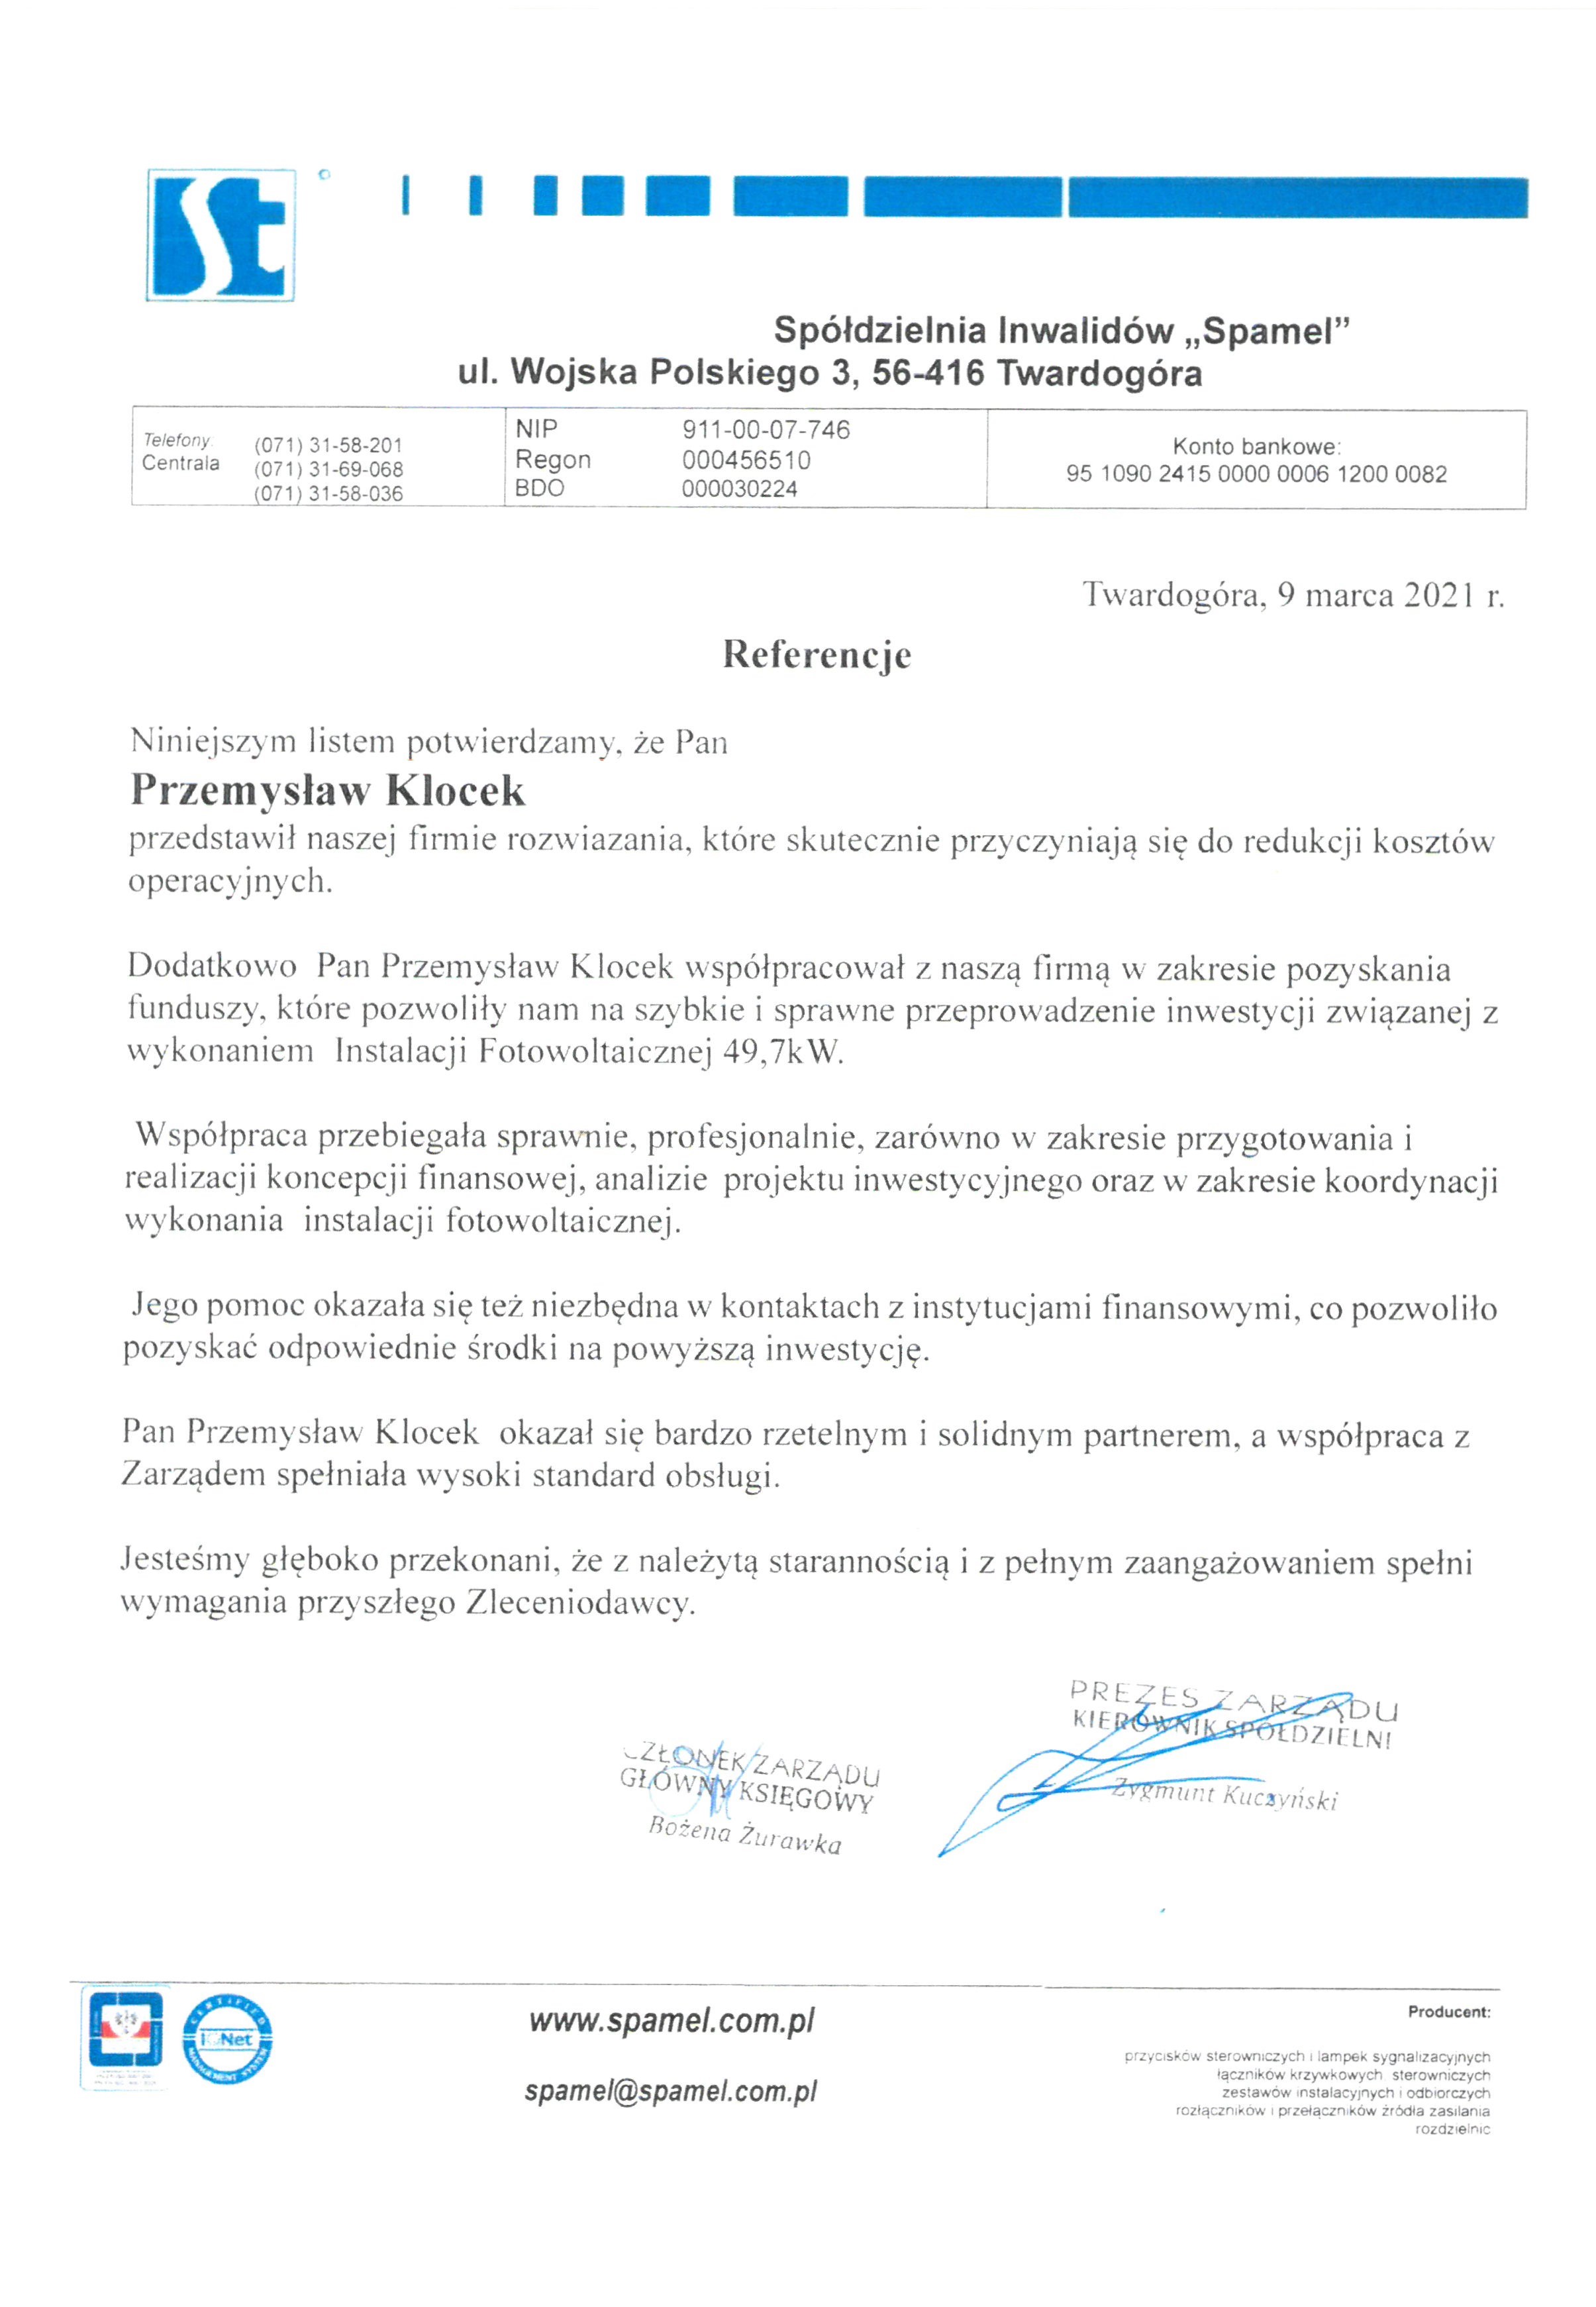 St
Spółdzielnia Inwalidów „Spamel”
ul. Wojska Polskiego 3, 56-416 Twardogóra
Telefony:
Centrala
(071) 31-58-201
(071) 31-69-068
(071) 31-58-036
NIP 911-00-07-746
Regon 000456510
BDO 000030224
Konto bankowe:
95 1090 2415 0000 0006 1200 0082
Twardogóra, 9 marca 2021 r.
Referencje
Niniejszym listem potwierdzamy, że Pan
Przemysław Klocek
przedstawił naszej firmie rozwiazania, które skutecznie przyczyniają się do redukcji kosztów
operacyjnych.
Dodatkowo Pan Przemysław Klocek współpracował z naszą firmą w zakresie pozyskania
funduszy, które pozwoliły nam na szybkie i sprawne przeprowadzenie inwestycji związanej z
wykonaniem Instalacji Fotowoltaicznej 49,7kW.
Współpraca przebiegała sprawnie, profesjonalnie, zarówno w zakresie przygotowania i
realizacji koncepcji finansowej, analizie projektu inwestycyjnego oraz w zakresie koordynacji
wykonania instalacji fotowoltaicznej.
Jego pomoc okazała się też niezbędna w kontaktach z instytucjami finansowymi, co pozwoliło
pozyskać odpowiednie środki na powyższą inwestycję.
Pan Przemysław Klocek okazał się bardzo rzetelnym i solidnym partnerem, a współpraca z
Zarządem spełniała wysoki standard obsługi.
Jesteśmy głęboko przekonani, że z należytą starannością i z pełnym zaangażowaniem spełni
wymagania przyszłego Zleceniodawcy.
PREZES ZARZĄDU
KIEROWNIK SPÓŁDZIELNI
Zygmunt Kuczyński
CZŁONEK ZARZĄDU
GŁÓWNY KSIĘGOWY
Bożena Żurawka
CERTIFIED
IQNet
MANAGEMENT SYSTEM
www.spamel.com.pl
spamel@spamel.com.pl
Producent:
przycisków sterowniczych i lampek sygnalizacyjnych
łączników krzywkowych sterowniczych
zestawów instalacyjnych i odbiorczych
rozłączników i przełączników źródła zasilania
rozdzielnic